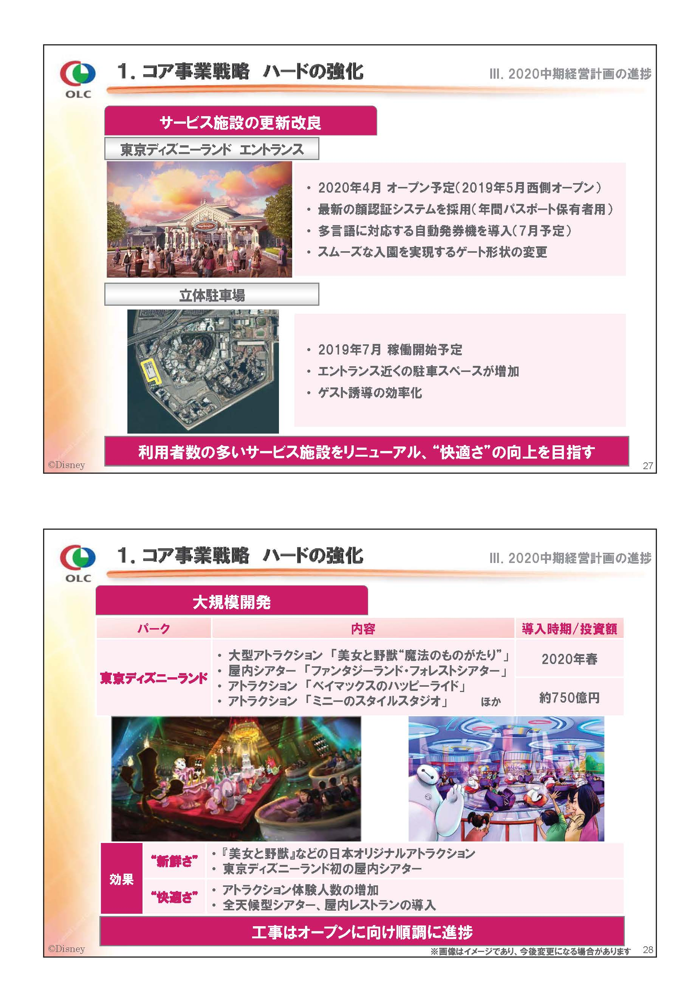 OLC
1. コア事業戦略　ハードの強化
III. 2020中期経営計画の進捗
サービス施設の更新改良
東京ディズニーランド　エントランス
・ 2020年4月 オープン予定(2019年5月西側オープン)
・ 最新の顔認証システムを採用(年間パスポート保有者用)
・ 多言語に対応する自動発券機を導入(7月予定)
・ スムーズな入園を実現するゲート形状の変更
立体駐車場
・ 2019年7月 稼働開始予定
・ エントランス近くの駐車スペースが増加
・ ゲスト誘導の効率化
利用者数の多いサービス施設をリニューアル、“快適さ”の向上を目指す
©Disney
27
OLC
1. コア事業戦略　ハードの強化
III. 2020中期経営計画の進捗
大規模開発
パーク
内容
導入時期/投資額
東京ディズニーランド
・ 大型アトラクション 「美女と野獣“魔法のものがたり”」
・ 屋内シアター 「ファンタジーランド・フォレストシアター」
・ アトラクション 「ベイマックスのハッピーライド」
・ アトラクション 「ミニーのスタイルスタジオ」　　ほか
2020年春
約750億円
効果
“新鮮さ”
・ 『美女と野獣』などの日本オリジナルアトラクション
・ 東京ディズニーランド初の屋内シアター
“快適さ”
・ アトラクション体験人数の増加
・ 全天候型シアター、屋内レストランの導入
工事はオープンに向け順調に進捗
©Disney
※画像はイメージであり、今後変更になる場合があります
28